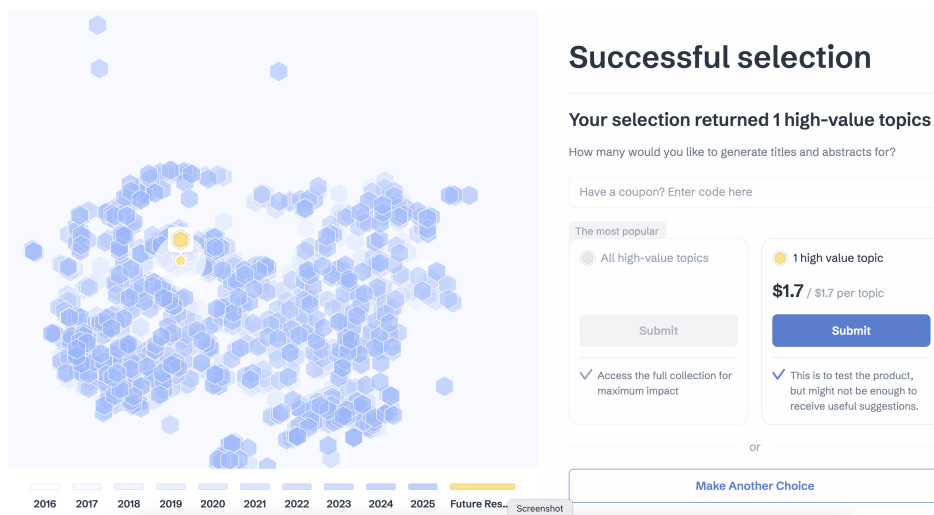 Successful selection
Your selection returned 1 high-value topics
How many would you like to generate titles and abstracts for?
Have a coupon? Enter code here
The most popular
All high-value topics
Submit
Access the full collection for
maximum impact
1 high value topic
$1.7 / $1.7 per topic
Submit
This is to test the product,
but might not be enough to
receive useful suggestions.
or
Make Another Choice
2016 2017 2018 2019 2020 2021 2022 2023 2024 2025 Future Res..
Screenshot